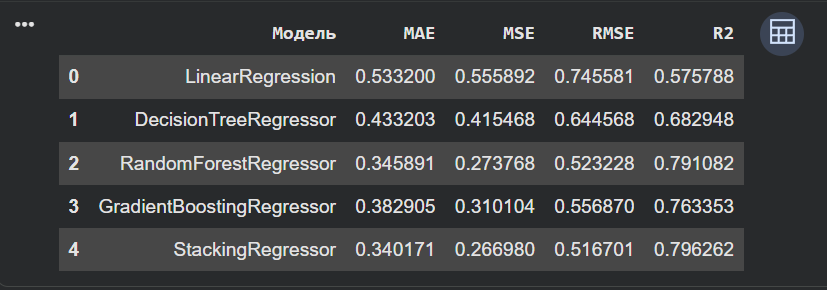 Модель MAE MSE RMSE R2
0 LinearRegression 0.533200 0.555892 0.745581 0.575788
1 DecisionTreeRegressor 0.433203 0.415468 0.644568 0.682948
2 RandomForestRegressor 0.345891 0.273768 0.523228 0.791082
3 GradientBoostingRegressor 0.382905 0.310104 0.556870 0.763353
4 StackingRegressor 0.340171 0.266980 0.516701 0.796262